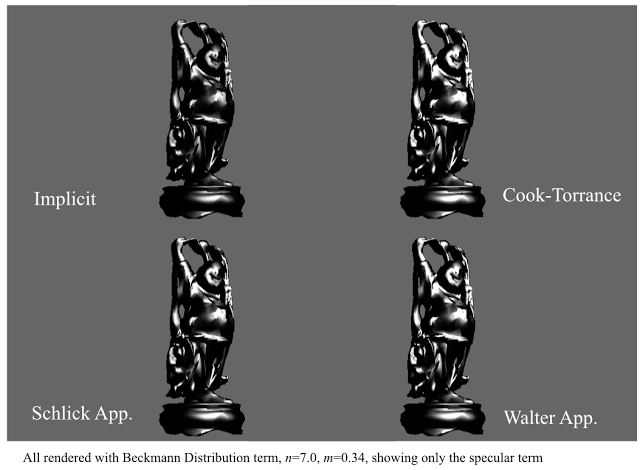 Implicit
Cook-Torrance
Schlick App.
Walter App.
All rendered with Beckmann Distribution term, n=7.0, m=0.34, showing only the specular term